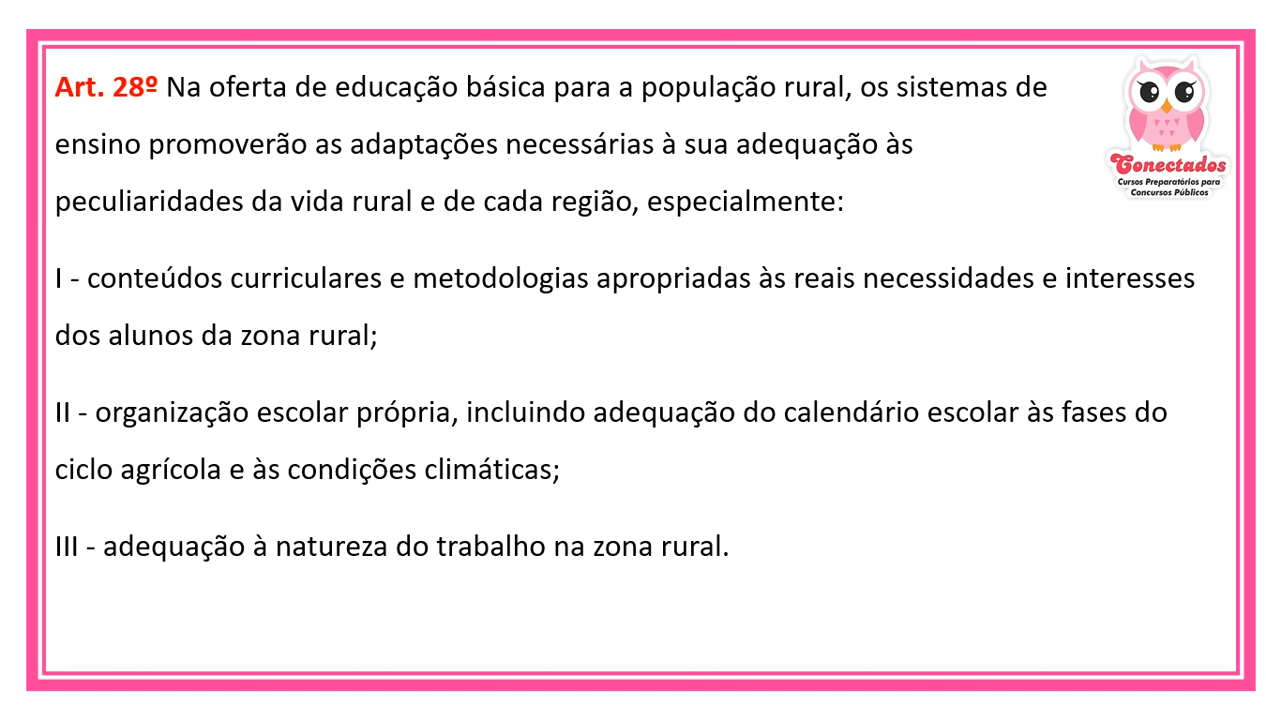 Art. 28º Na oferta de educação básica para a população rural, os sistemas de
ensino promoverão as adaptações necessárias à sua adequação às
peculiaridades da vida rural e de cada região, especialmente:
Conectados
Cursos Preparatórios para
Concursos Públicos
I - conteúdos curriculares e metodologias apropriadas às reais necessidades e interesses
dos alunos da zona rural;
II - organização escolar própria, incluindo adequação do calendário escolar às fases do
ciclo agrícola e às condições climáticas;
III - adequação à natureza do trabalho na zona rural.